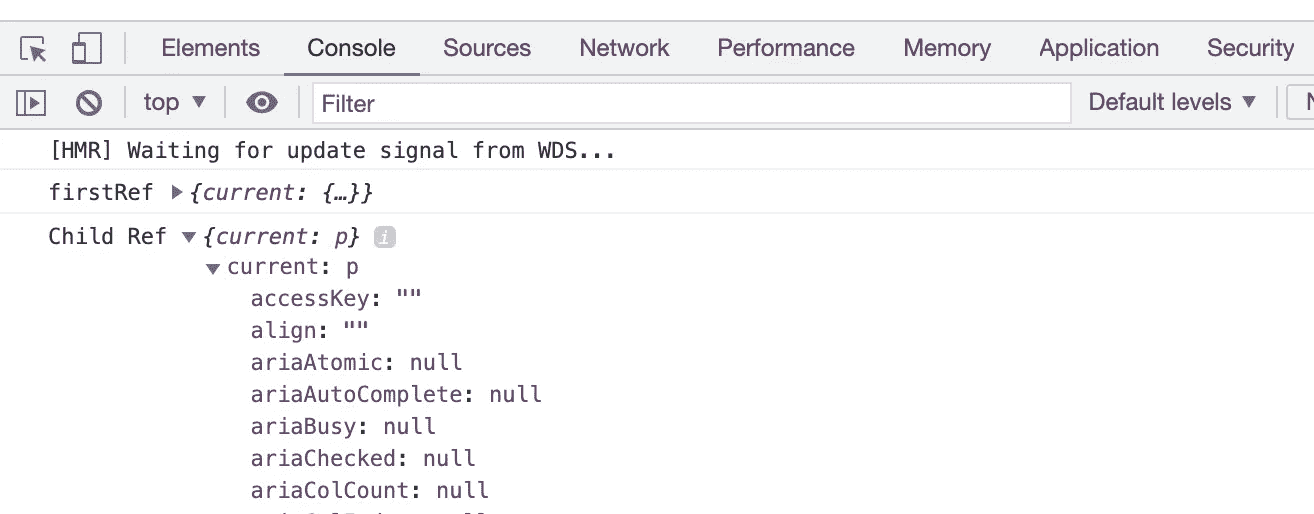 Elements Console Sources Network Performance Memory Application Security
top Filter Default levels
[HMR] Waiting for update signal from WDS...
firstRef {current: {…}}
Child Ref {current: p} i
current: p
accessKey: ""
align: ""
ariaAtomic: null
ariaAutoComplete: null
ariaBusy: null
ariaChecked: null
ariaColCount: null